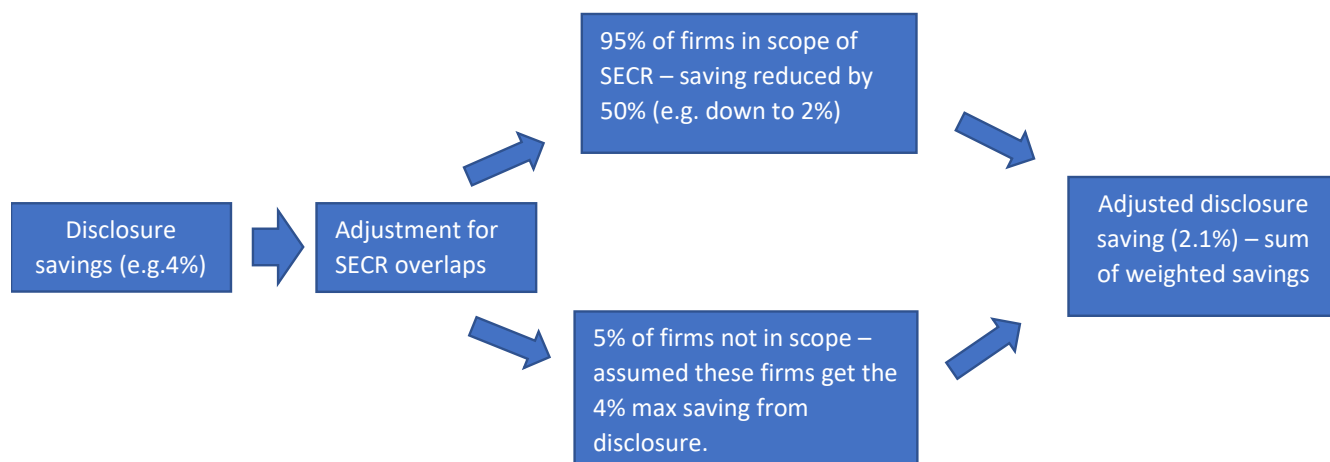 Disclosure
savings (e.g.4%)
Adjustment for
SECR overlaps
95% of firms in scope of
SECR – saving reduced by
50% (e.g. down to 2%)
5% of firms not in scope –
assumed these firms get the
4% max saving from
disclosure.
Adjusted disclosure
saving (2.1%) – sum
of weighted savings